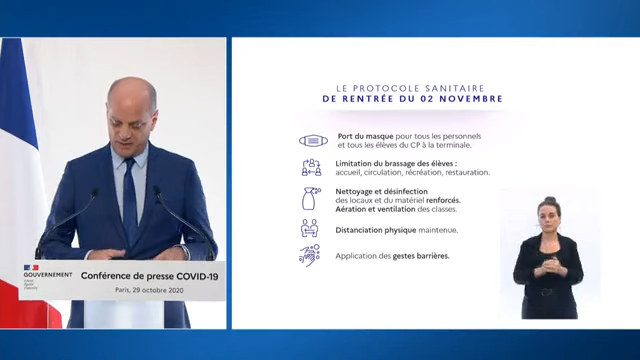 GOUVERNEMENT
Conférence de presse COVID-19
Paris, 29 octobre 2020
LE PROTOCOLE SANITAIRE
DE RENTRÉE DU 02 NOVEMBRE
Port du masque pour tous les personnels
et tous les élèves du CP à la terminale.
Limitation du brassage des élèves :
accueil, circulation, récréation, restauration.
Nettoyage et désinfection
des locaux et du matériel renforcés.
Aération et ventilation des classes.
Distanciation physique maintenue.
Application des gestes barrières.